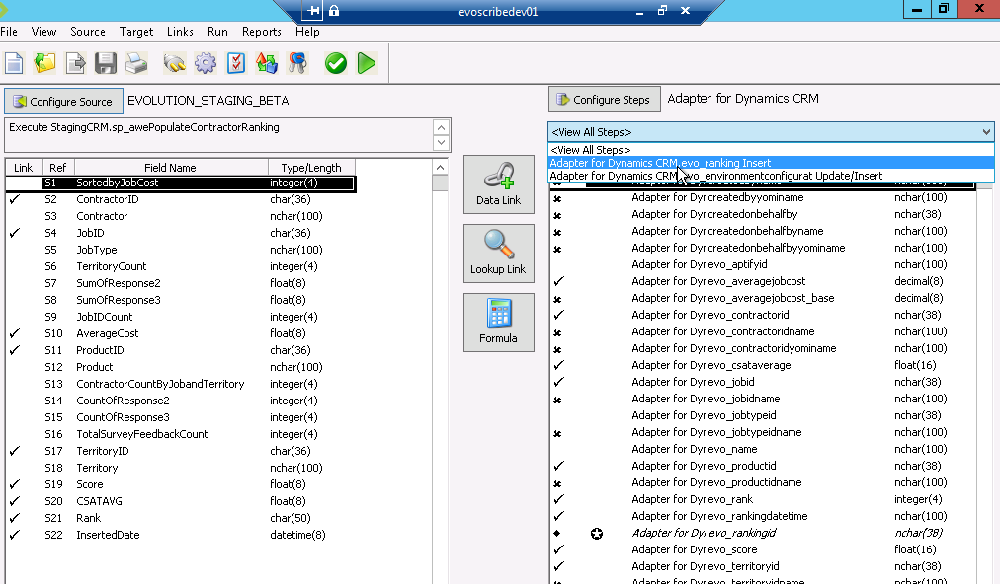 evoscribedev01
File View Source Target Links Run Reports Help
Configure Source EVOLUTION_STAGING_BETA
Configure Steps Adapter for Dynamics CRM
Execute StagingCRM.sp_awePopulateContractorRanking
<View All Steps>
<View All Steps>
Adapter for Dynamics CRM.evo_ranking Insert
Adapter for Dynamics CRM.evo_environmentconfigurat Update/Insert
Link Ref Field Name Type/Length
S1 SortedbyJobCost integer(4)
S2 ContractorID char(36)
S3 Contractor nchar(100)
S4 JobID char(36)
S5 JobType nchar(100)
S6 TerritoryCount integer(4)
S7 SumOfResponse2 float(8)
S8 SumOfResponse3 float(8)
S9 JobIDCount integer(4)
S10 AverageCost float(8)
S11 ProductID char(36)
S12 Product nchar(100)
S13 ContractorCountByJobandTerritory integer(4)
S14 CountOfResponse2 integer(4)
S15 CountOfResponse3 integer(4)
S16 TotalSurveyFeedbackCount integer(4)
S17 TerritoryID char(36)
S18 Territory nchar(100)
S19 Score float(8)
S20 CSATAVG float(8)
S21 Rank char(50)
S22 InsertedDate datetime(8)
Data Link
Lookup Link
Formula
Adapter for Dyr createdbyyominame nchar(100)
Adapter for Dyr createdonbehalfby nchar(38)
Adapter for Dyr createdonbehalfbyname nchar(100)
Adapter for Dyr createdonbehalfbyyominame nchar(100)
Adapter for Dyr evo_aptifyid nchar(100)
Adapter for Dyr evo_averagejobcost decimal(8)
Adapter for Dyr evo_averagejobcost_base decimal(8)
Adapter for Dyr evo_contractorid nchar(38)
Adapter for Dyr evo_contractoridname nchar(100)
Adapter for Dyr evo_contractoridyominame nchar(100)
Adapter for Dyr evo_csataverage float(16)
Adapter for Dyr evo_jobid nchar(38)
Adapter for Dyr evo_jobidname nchar(100)
Adapter for Dyr evo_jobtypeid nchar(38)
Adapter for Dyr evo_jobtypeidname nchar(100)
Adapter for Dyr evo_name nchar(100)
Adapter for Dyr evo_productid nchar(38)
Adapter for Dyr evo_productidname nchar(100)
Adapter for Dyr evo_rank integer(4)
Adapter for Dyr evo_rankingdatetime nchar(100)
Adapter for Dyr evo_rankingid nchar(38)
Adapter for Dyr evo_score float(16)
Adapter for Dyr evo_territoryid nchar(38)
Adapter for Dyr evo_territoryidname nchar(100)